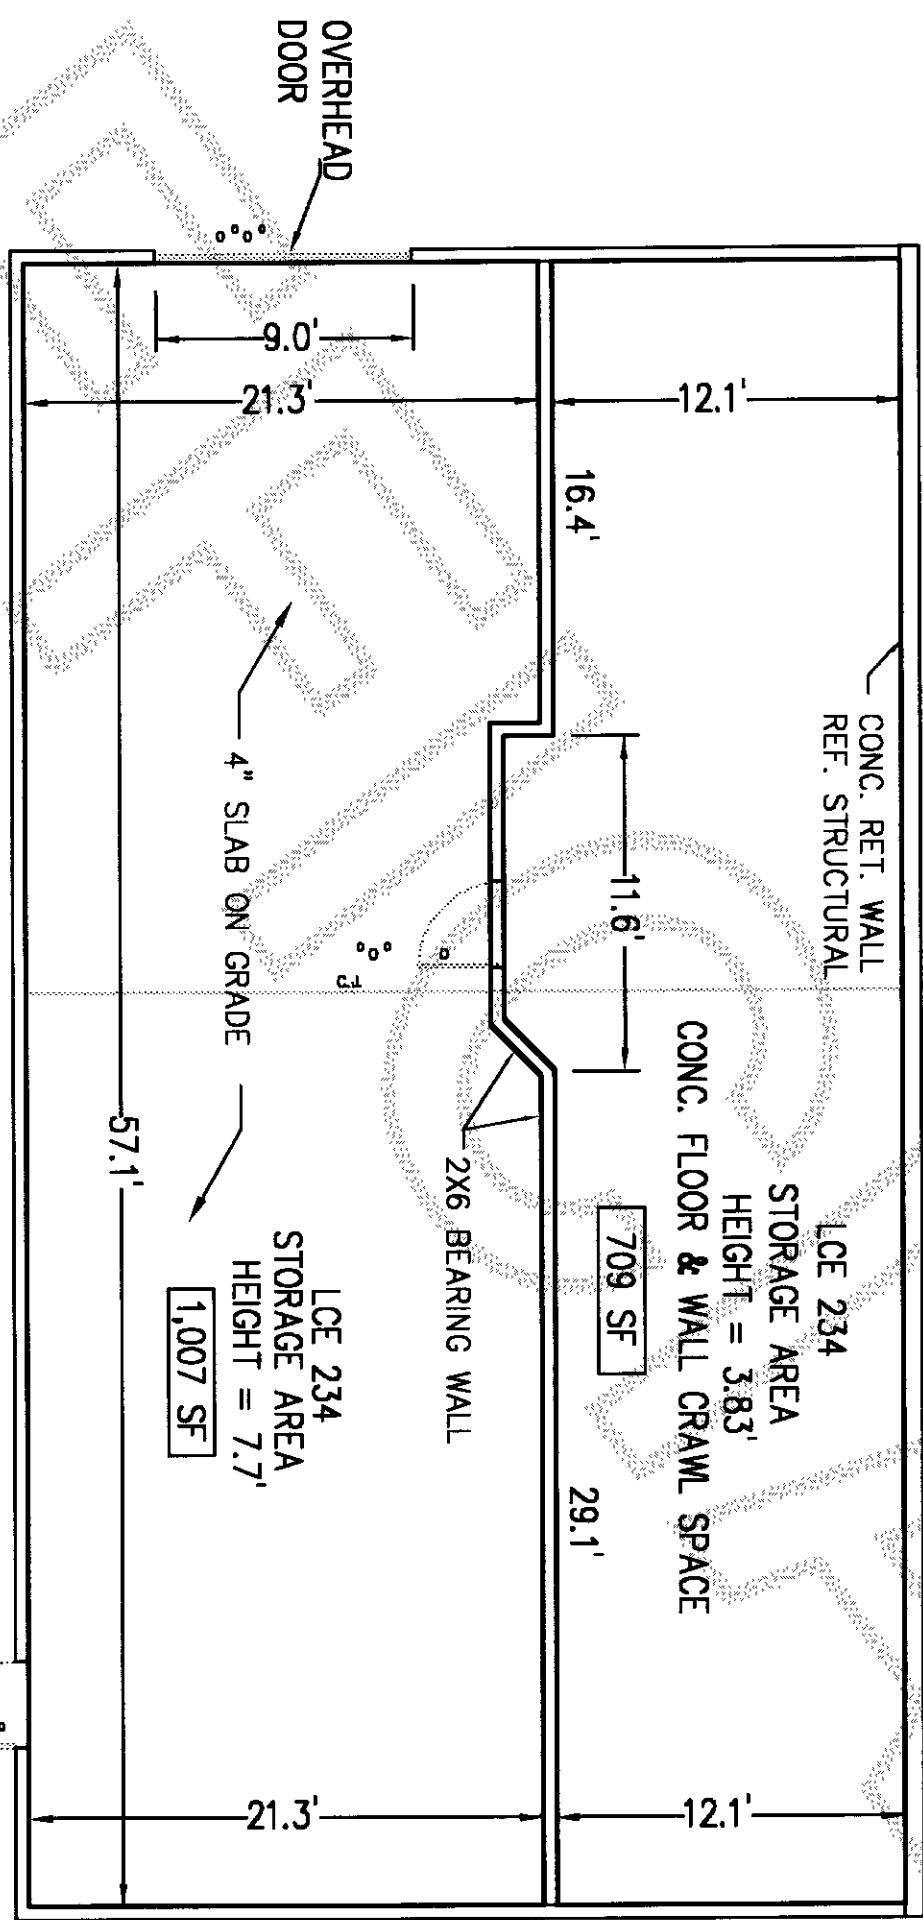 OVERHEAD
DOOR
9.0'
21.3'
12.1'
16.4'
CONC. RET. WALL
REF. STRUCTURAL
11.6'
4" SLAB ON GRADE
57.1'
2X6 BEARING WALL
LCE 234
STORAGE AREA
HEIGHT = 3.83'
CONC. FLOOR & WALL CRAWL SPACE
709 SF
29.1'
LCE 234
STORAGE AREA
HEIGHT = 7.7'
1,007 SF
21.3'
12.1'